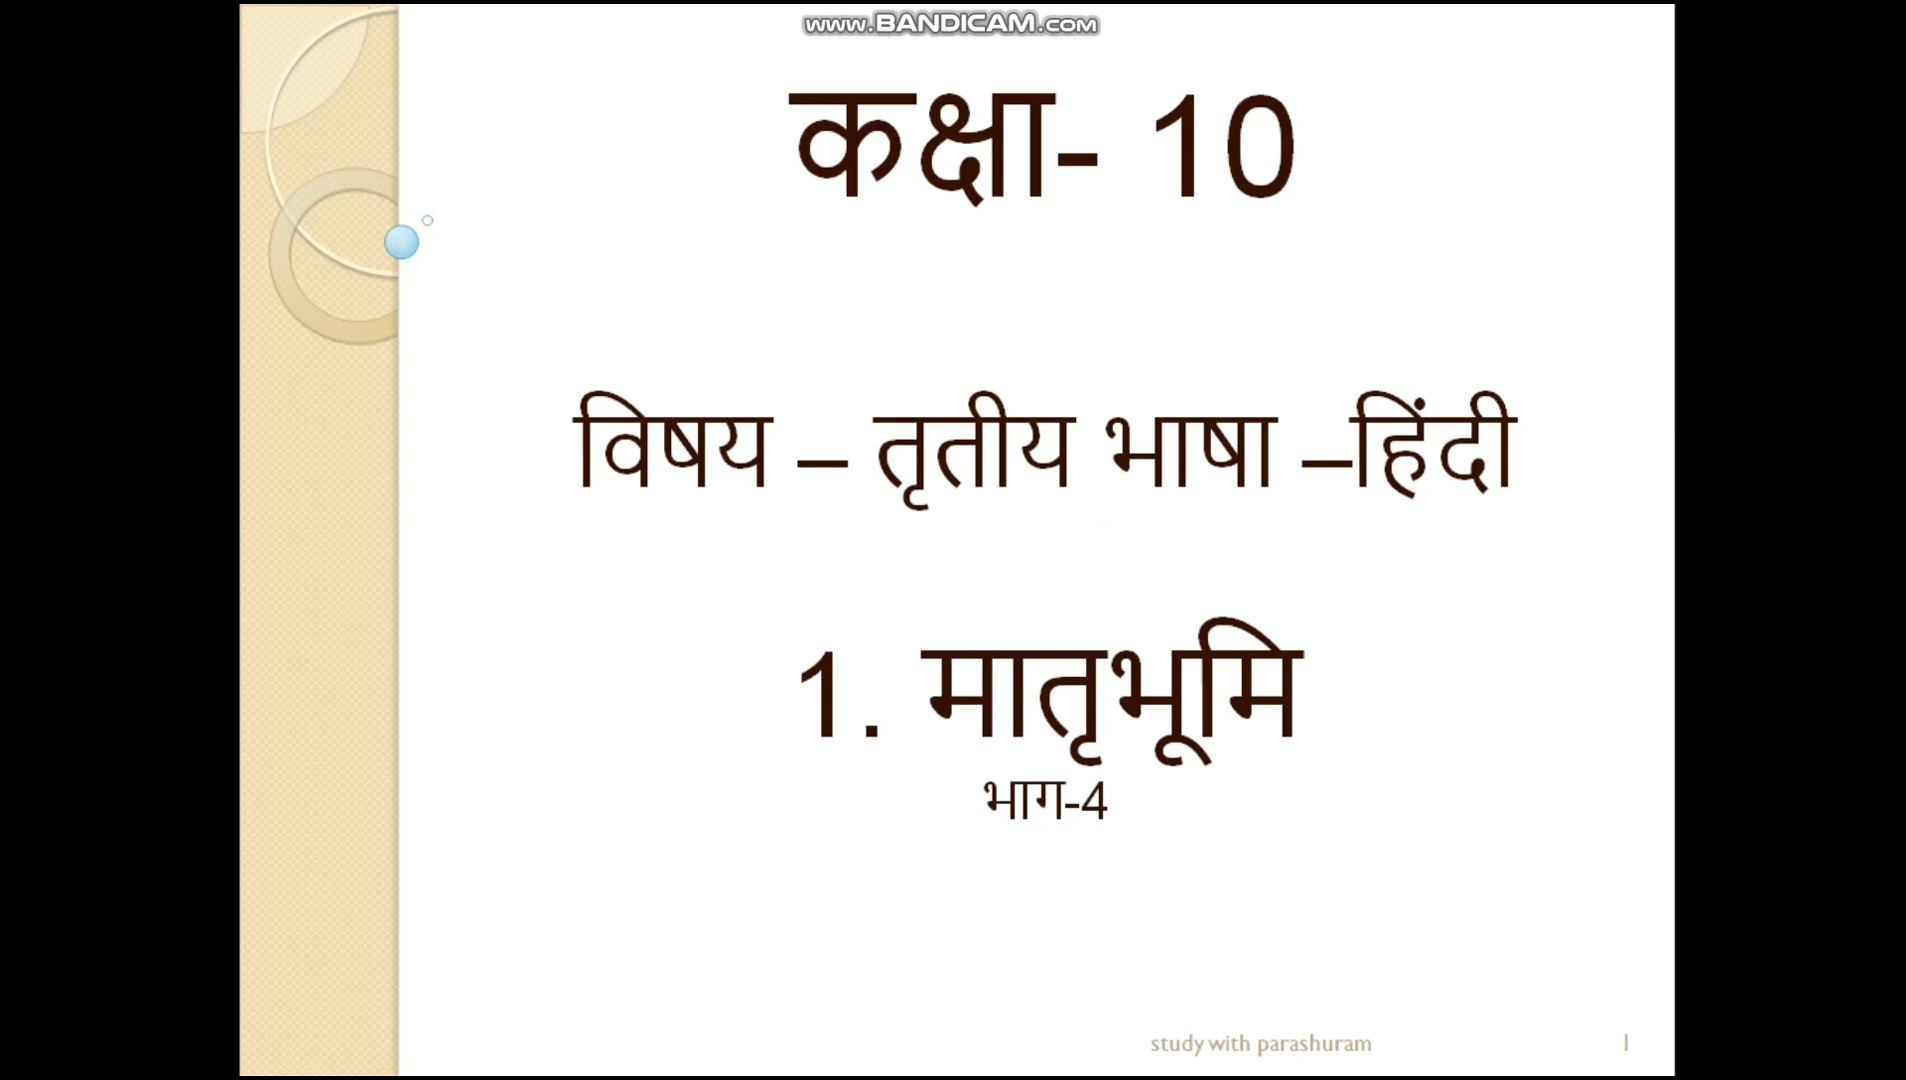 www.BANDICAM.com
कक्षा- 10
विषय – तृतीय भाषा –हिंदी
1. मातृभूमि
भाग-4
study with parashuram 1